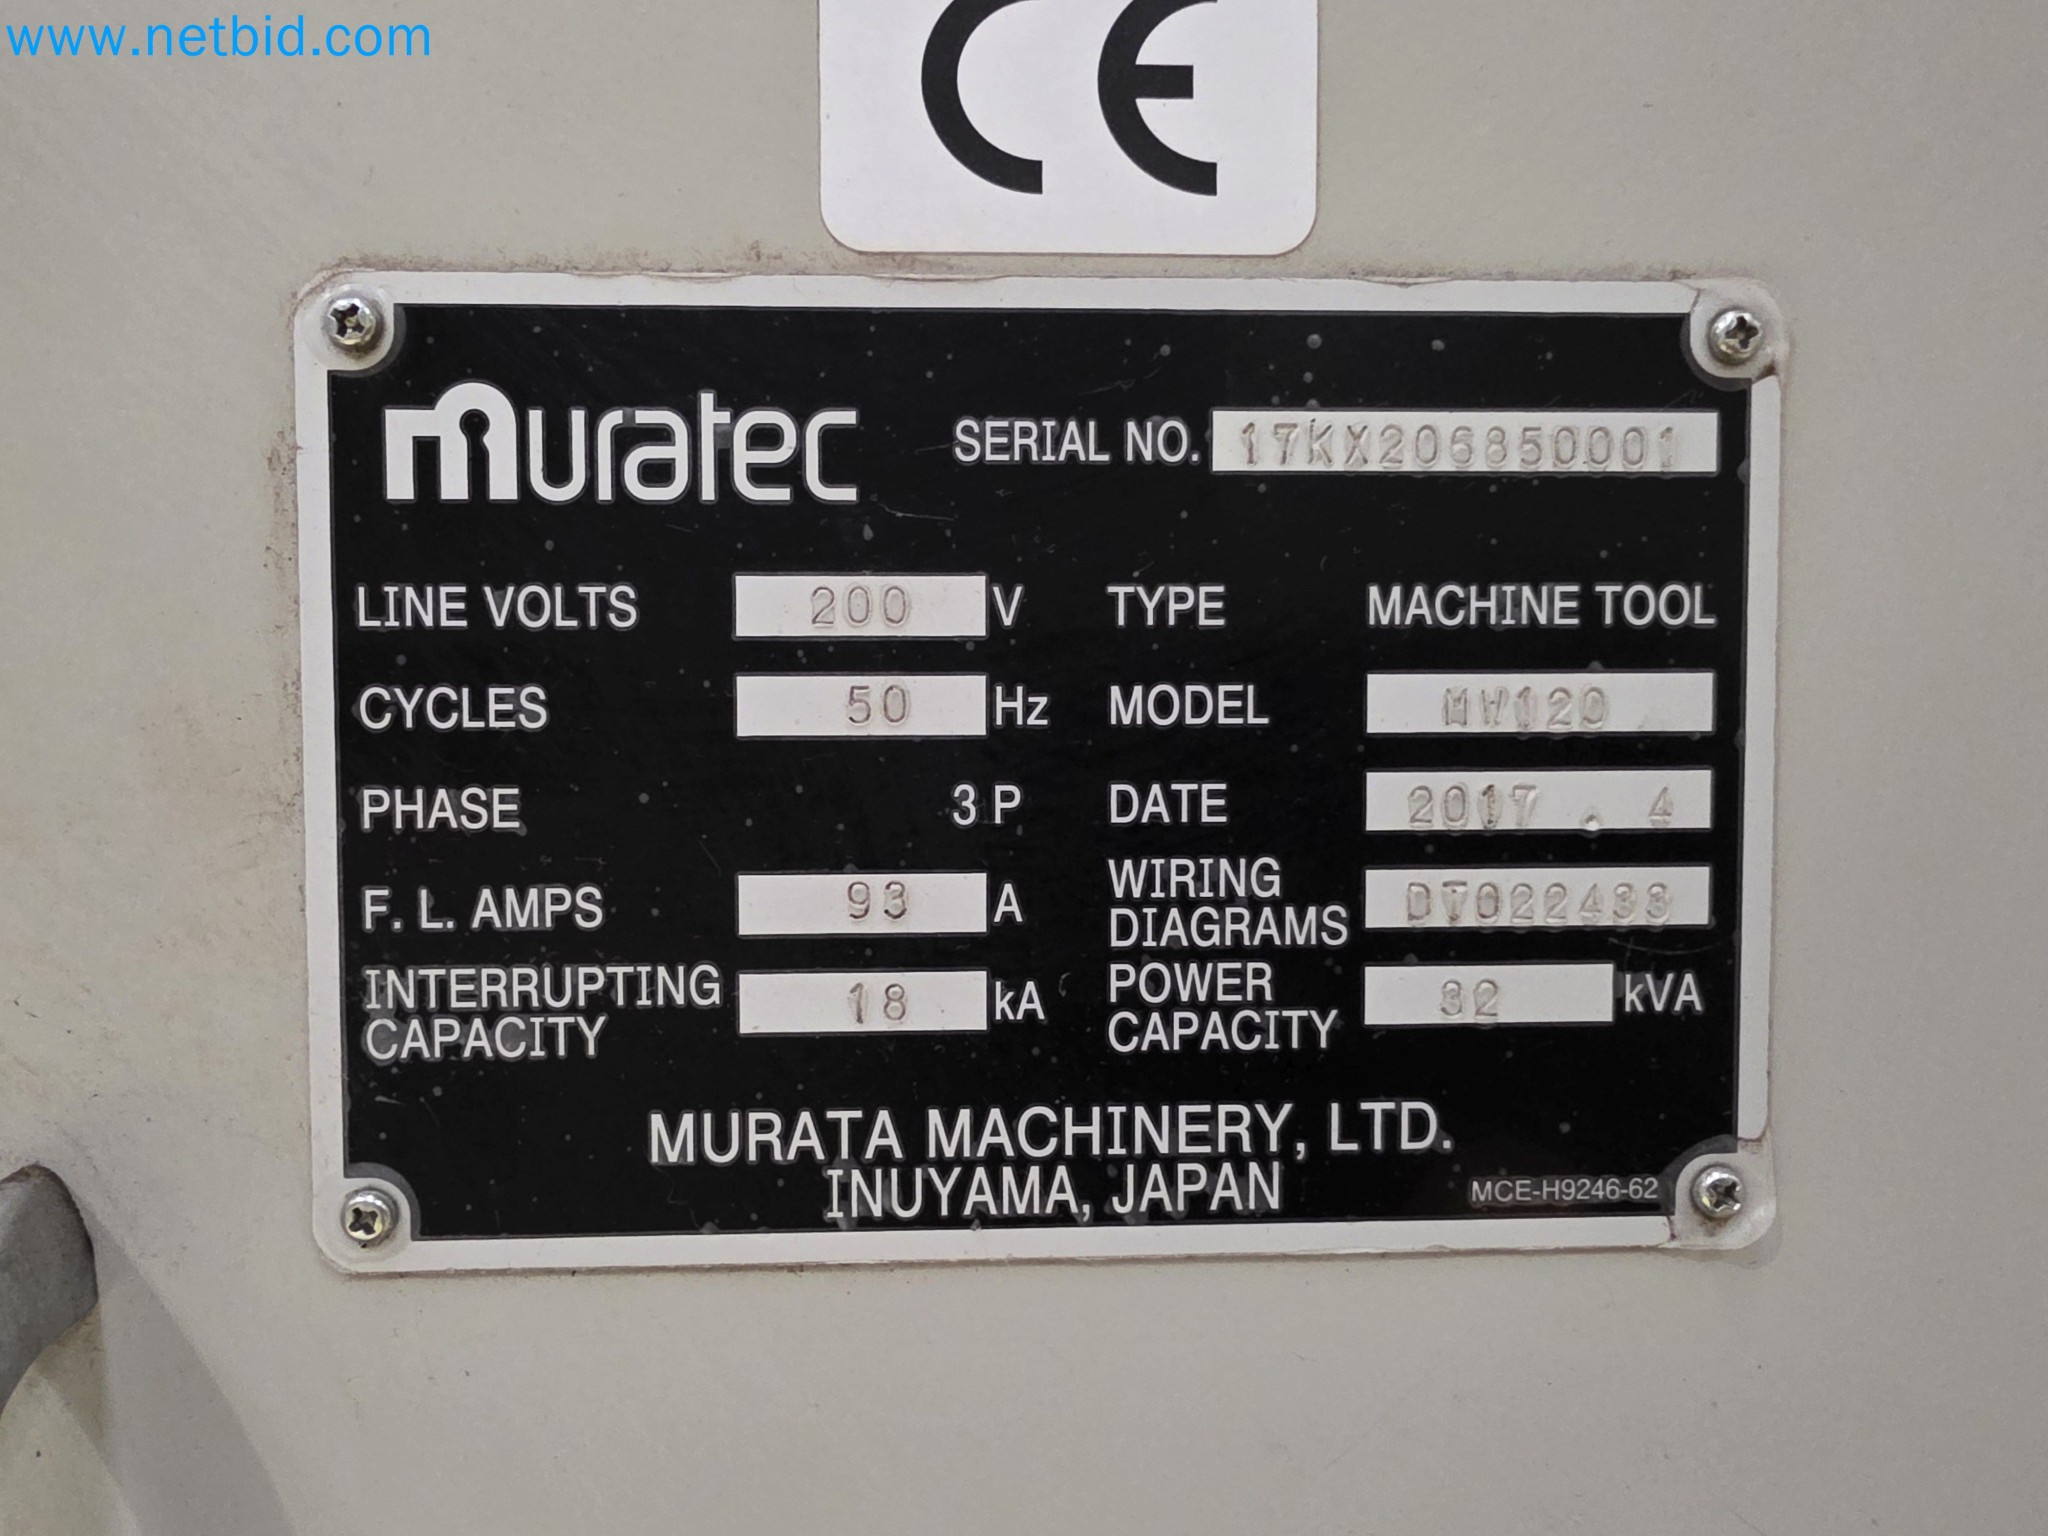 www.netbid.com
CE
muratec SERIAL NO. 17KX206850001
LINE VOLTS 200 V TYPE MACHINE TOOL
CYCLES 50 Hz MODEL MW120
PHASE 3 P DATE 2017 . 4
F. L. AMPS 93 A WIRING DIAGRAMS DT022433
INTERRUPTING CAPACITY 18 kA POWER CAPACITY 32 kVA
MURATA MACHINERY, LTD.
INUYAMA, JAPAN MCE-H9246-62